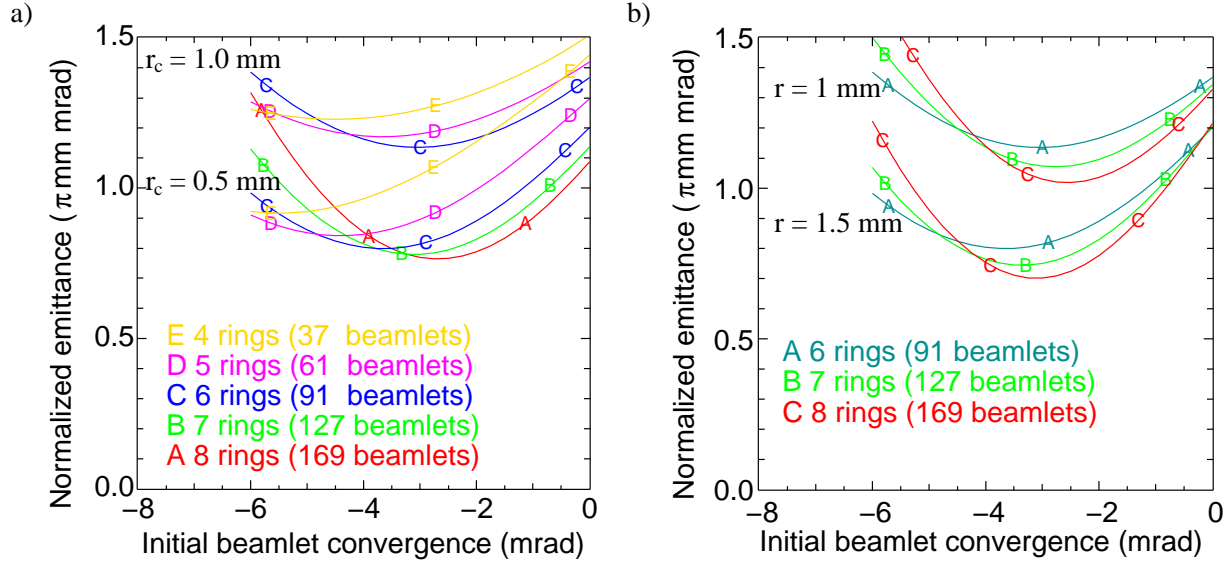 a)
Normalized emittance (πmm mrad)
1.5
1.0
0.5
0.0
r_c = 1.0 mm
r_c = 0.5 mm
C
A
E
D
B
C
D
A
B
C
D
E
E
D
C
C
E
C
D
C
B
A
E 4 rings (37 beamlets)
D 5 rings (61 beamlets)
C 6 rings (91 beamlets)
B 7 rings (127 beamlets)
A 8 rings (169 beamlets)
−8 −6 −4 −2 0
Initial beamlet convergence (mrad)
b)
Normalized emittance (πmm mrad)
1.5
1.0
0.5
0.0
r = 1 mm
r = 1.5 mm
B
A
C
C
B
A
B
C
A
C
B
A
C
B
A
B
C
A
A 6 rings (91 beamlets)
B 7 rings (127 beamlets)
C 8 rings (169 beamlets)
−8 −6 −4 −2 0
Initial beamlet convergence (mrad)